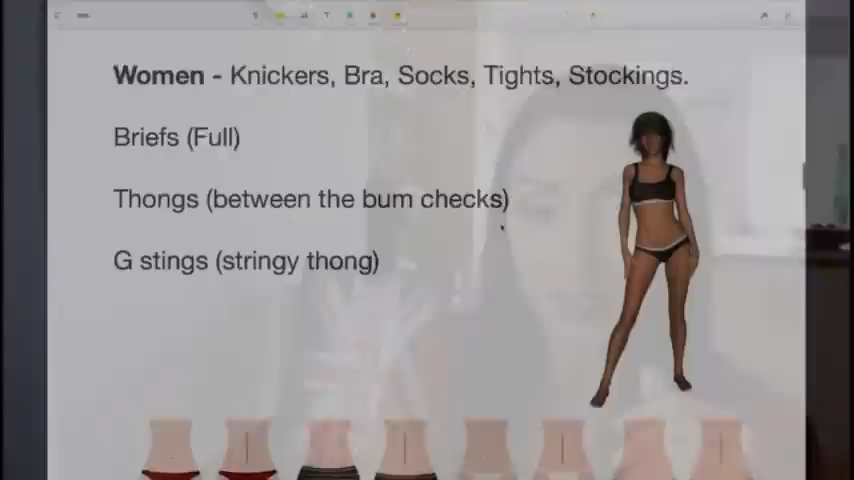 Women - Knickers, Bra, Socks, Tights, Stockings.
Briefs (Full)
Thongs (between the bum checks)
G stings (stringy thong)